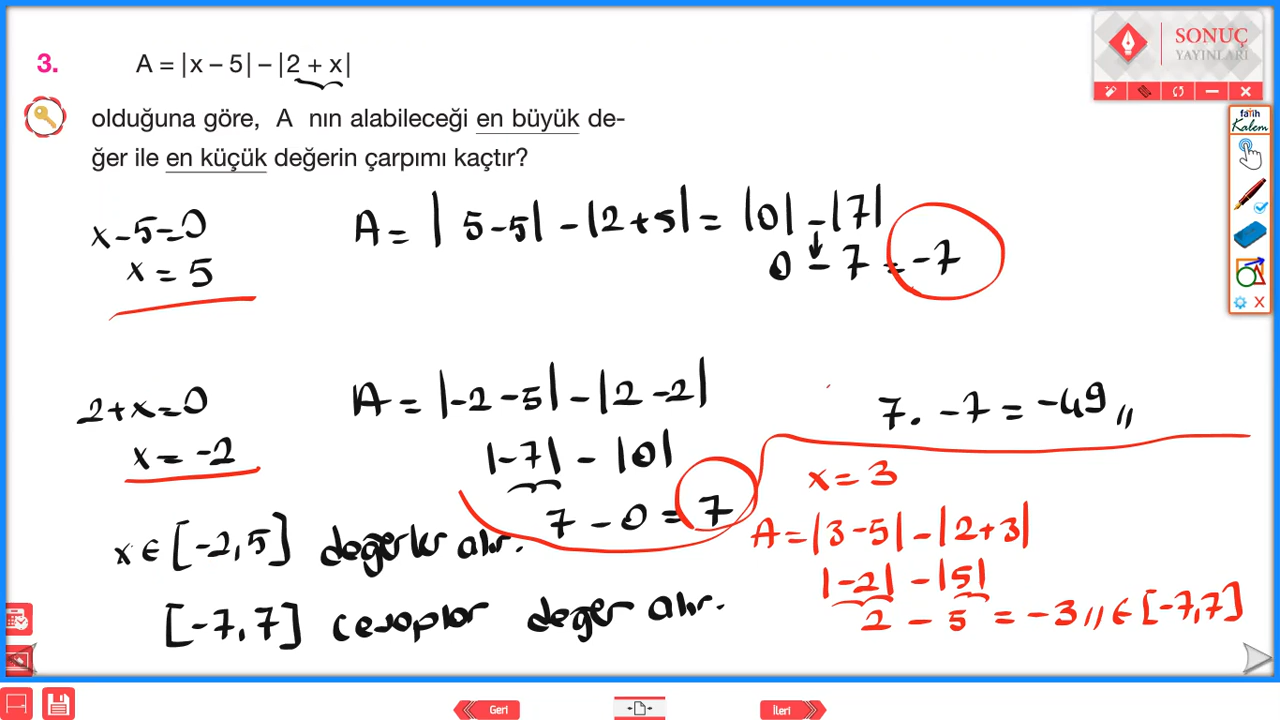 SONUÇ
YAYINLARI
3. A = |x – 5| – |2 + x|
olduğuna göre, A nın alabileceği en büyük de-
ğer ile en küçük değerin çarpımı kaçtır?
fatih
Kalem
x-5=0
x = 5
A = |5-5| - |2+5| = |0| - |7|
0 - 7 = -7
2+x=0
x = -2
A = |-2-5| - |2-2|
|-7| - |0|
7 - 0 = 7
7. -7 = -49//
x = 3
A = |3-5| - |2+3|
|-2| - |5|
2 - 5 = -3// ∈ [-7,7]
x ∈ [-2,5] değerler alır.
[-7,7] cevaplar değer alır.
Geri
İleri